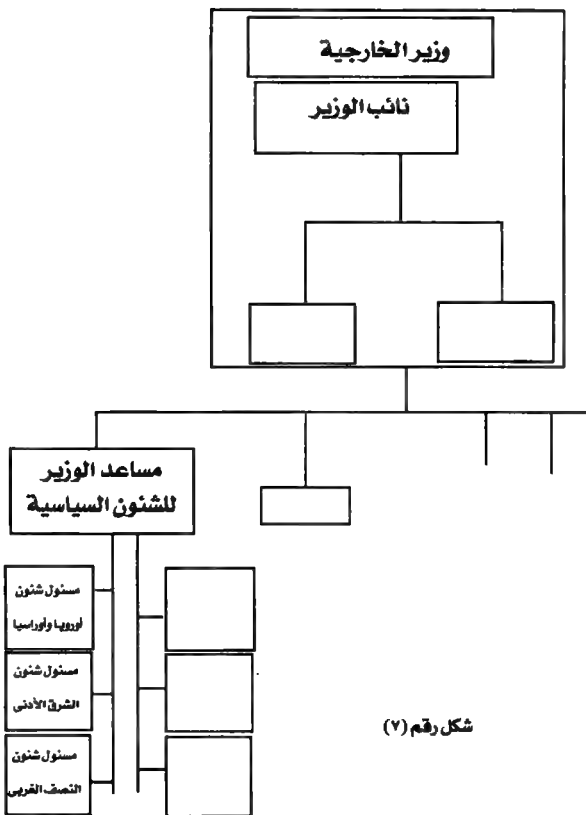 وزير الخارجية
نائب الوزير
مساعد الوزير
للشئون السياسية
مسئول شئون
أوروبا وأوراسيا
مسئول شئون
الشرق الأدنى
مسئول شئون
النصف الغربى
شكل رقم (٧)